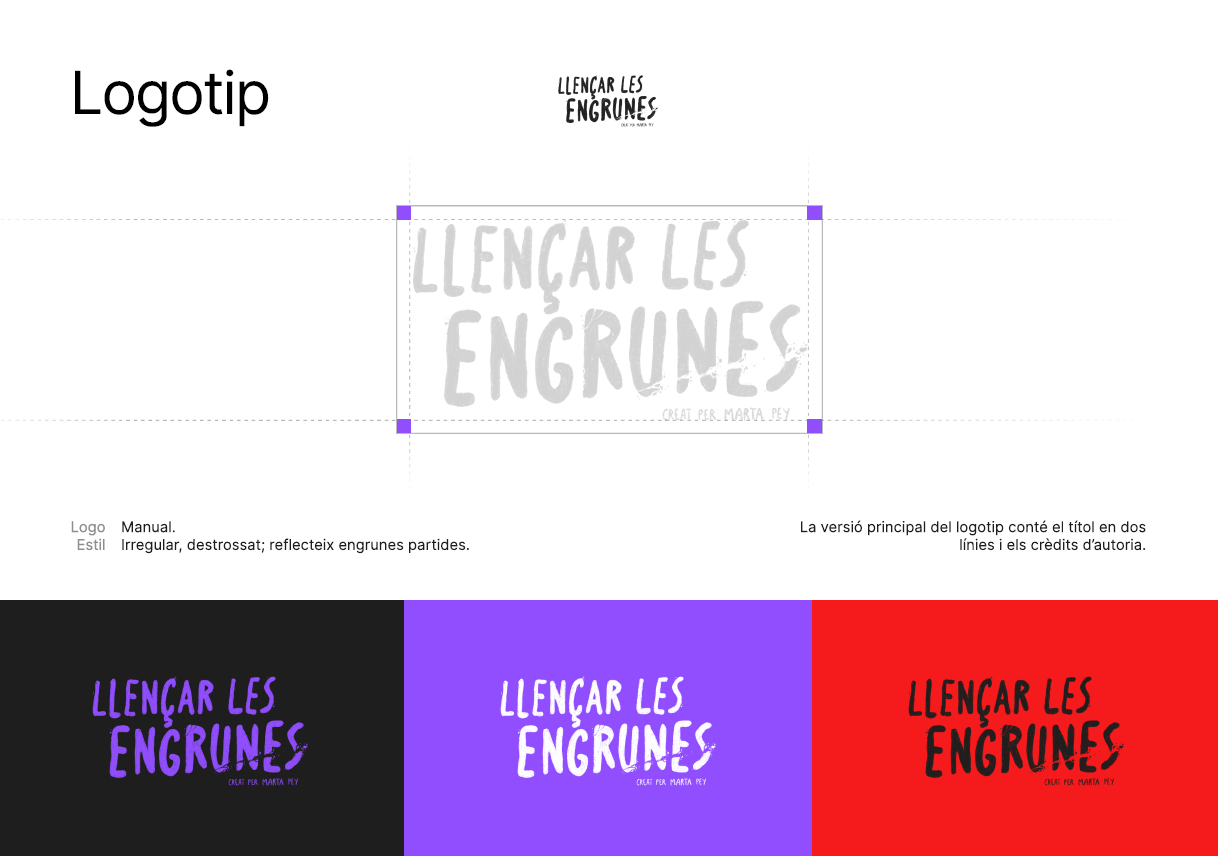 Logotip
LLENÇAR LES
ENGRUNES
CREAT PER MARTA PEY
LLENÇAR LES
ENGRUNES
CREAT PER MARTA PEY
Logo Manual.
Estil Irregular, destrossat; reflecteix engrunes partides.
La versió principal del logotip conté el títol en dos
línies i els crèdits d’autoria.
LLENÇAR LES
ENGRUNES
CREAT PER MARTA PEY
LLENÇAR LES
ENGRUNES
CREAT PER MARTA PEY
LLENÇAR LES
ENGRUNES
CREAT PER MARTA PEY